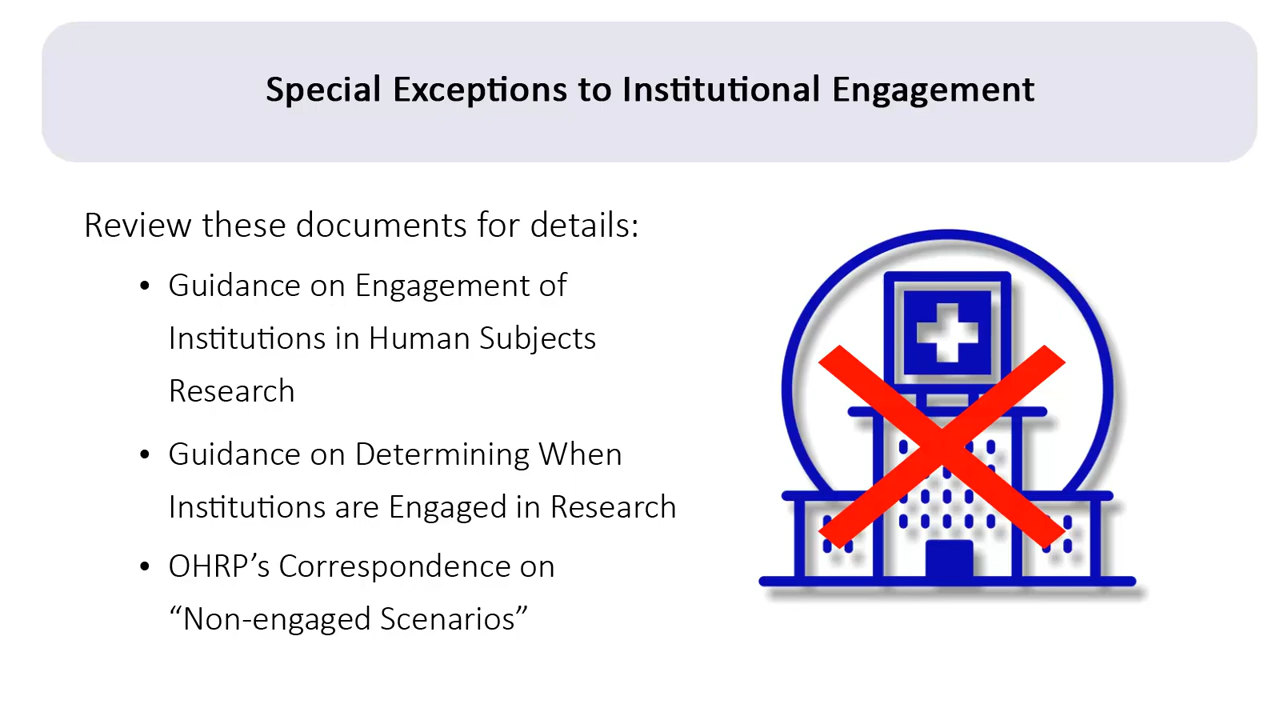 Special Exceptions to Institutional Engagement
Review these documents for details:
• Guidance on Engagement of
Institutions in Human Subjects
Research
• Guidance on Determining When
Institutions are Engaged in Research
• OHRP’s Correspondence on
“Non-engaged Scenarios”